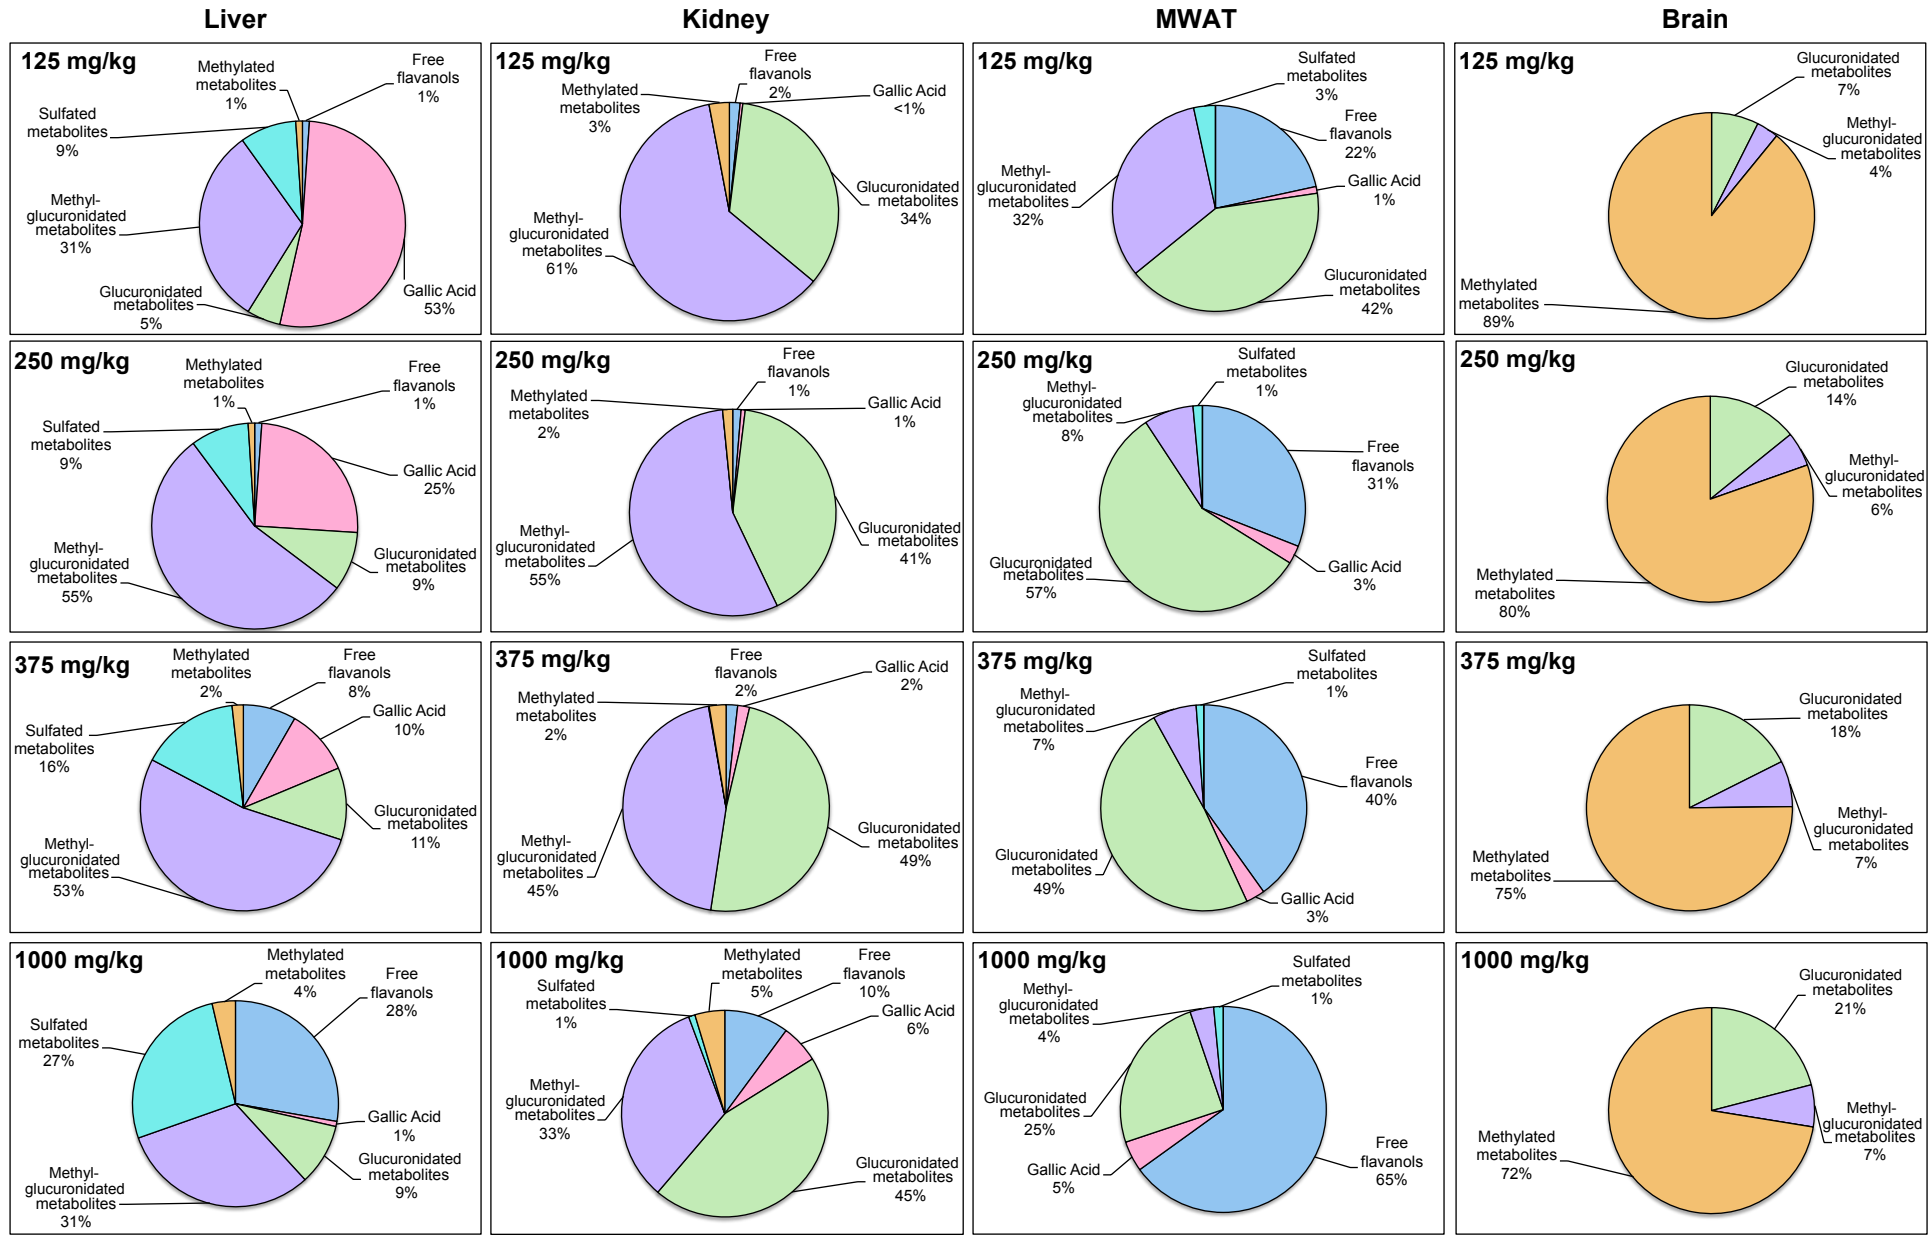 Liver
Kidney
MWAT
Brain
125 mg/kg
Methylated
metabolites
1%
Free
flavanols
1%
Sulfated
metabolites
9%
Methyl-
glucuronidated
metabolites
31%
Glucuronidated
metabolites
5%
Gallic Acid
53%
125 mg/kg
Free
flavanols
2%
Methylated
metabolites
3%
Gallic Acid
<1%
Glucuronidated
metabolites
34%
Methyl-
glucuronidated
metabolites
61%
125 mg/kg
Sulfated
metabolites
3%
Free
flavanols
22%
Gallic Acid
1%
Methyl-
glucuronidated
metabolites
32%
Glucuronidated
metabolites
42%
125 mg/kg
Glucuronidated
metabolites
7%
Methyl-
glucuronidated
metabolites
4%
Methylated
metabolites
89%
250 mg/kg
Methylated
metabolites
1%
Free
flavanols
1%
Sulfated
metabolites
9%
Gallic Acid
25%
Methyl-
glucuronidated
metabolites
55%
Glucuronidated
metabolites
9%
250 mg/kg
Free
flavanols
1%
Methylated
metabolites
2%
Gallic Acid
1%
Methyl-
glucuronidated
metabolites
55%
Glucuronidated
metabolites
41%
250 mg/kg
Sulfated
metabolites
1%
Methyl-
glucuronidated
metabolites
8%
Free
flavanols
31%
Glucuronidated
metabolites
57%
Gallic Acid
3%
250 mg/kg
Glucuronidated
metabolites
14%
Methyl-
glucuronidated
metabolites
6%
Methylated
metabolites
80%
375 mg/kg
Methylated
metabolites
2%
Free
flavanols
8%
Gallic Acid
10%
Sulfated
metabolites
16%
Glucuronidated
metabolites
11%
Methyl-
glucuronidated
metabolites
53%
375 mg/kg
Free
flavanols
2%
Gallic Acid
2%
Methylated
metabolites
2%
Glucuronidated
metabolites
49%
Methyl-
glucuronidated
metabolites
45%
375 mg/kg
Sulfated
metabolites
1%
Methyl-
glucuronidated
metabolites
7%
Free
flavanols
40%
Glucuronidated
metabolites
49%
Gallic Acid
3%
375 mg/kg
Glucuronidated
metabolites
18%
Methyl-
glucuronidated
metabolites
7%
Methylated
metabolites
75%
1000 mg/kg
Methylated
metabolites
4%
Free
flavanols
28%
Sulfated
metabolites
27%
Gallic Acid
1%
Glucuronidated
metabolites
9%
Methyl-
glucuronidated
metabolites
31%
1000 mg/kg
Methylated
metabolites
5%
Free
flavanols
10%
Sulfated
metabolites
1%
Gallic Acid
6%
Methyl-
glucuronidated
metabolites
33%
Glucuronidated
metabolites
45%
1000 mg/kg
Sulfated
metabolites
1%
Methyl-
glucuronidated
metabolites
4%
Glucuronidated
metabolites
25%
Gallic Acid
5%
Free
flavanols
65%
1000 mg/kg
Glucuronidated
metabolites
21%
Methyl-
glucuronidated
metabolites
7%
Methylated
metabolites
72%